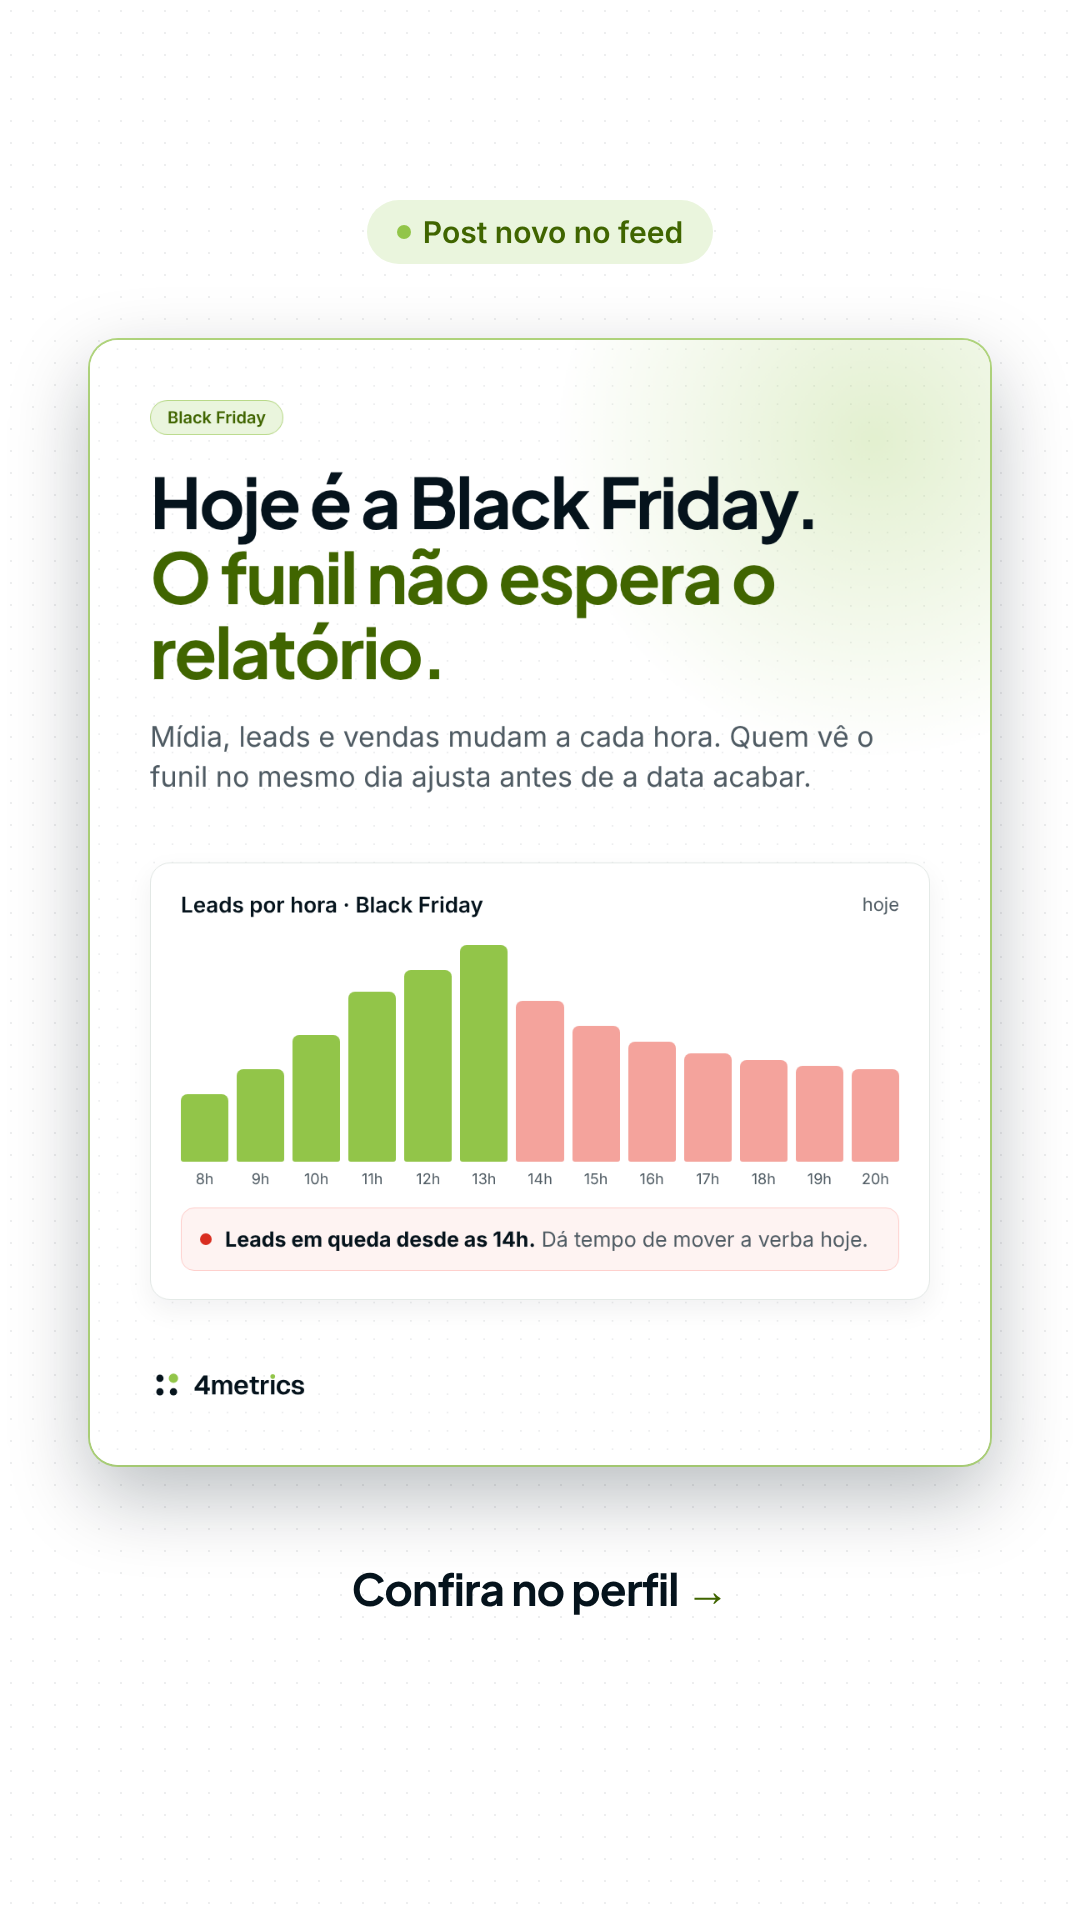 Post novo no feed
Black Friday
Hoje é a Black Friday.
O funil não espera o
relatório.
Mídia, leads e vendas mudam a cada hora. Quem vê o
funil no mesmo dia ajusta antes de a data acabar.
Leads por hora · Black Friday
hoje
8h 9h 10h 11h 12h 13h 14h 15h 16h 17h 18h 19h 20h
Leads em queda desde as 14h. Dá tempo de mover a verba hoje.
4metrics
Confira no perfil →